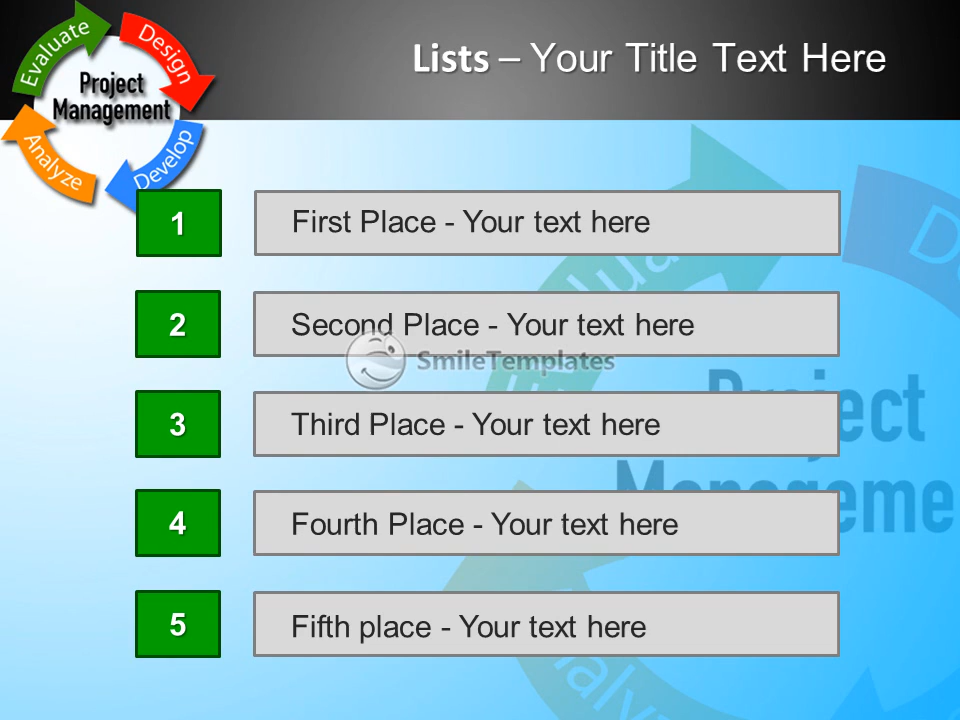 Evaluate
Design
Project
Management
Analyze
Develop
Lists – Your Title Text Here
1
First Place - Your text here
2
Second Place - Your text here
SmileTemplates
3
Third Place - Your text here
4
Fourth Place - Your text here
5
Fifth place - Your text here
Project
Manageme